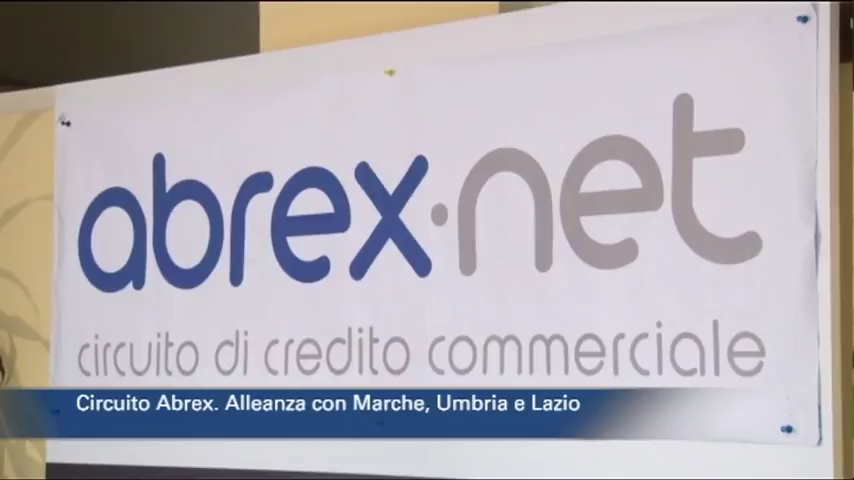 abrex.net
circuito di credito commerciale
Circuito Abrex. Alleanza con Marche, Umbria e Lazio